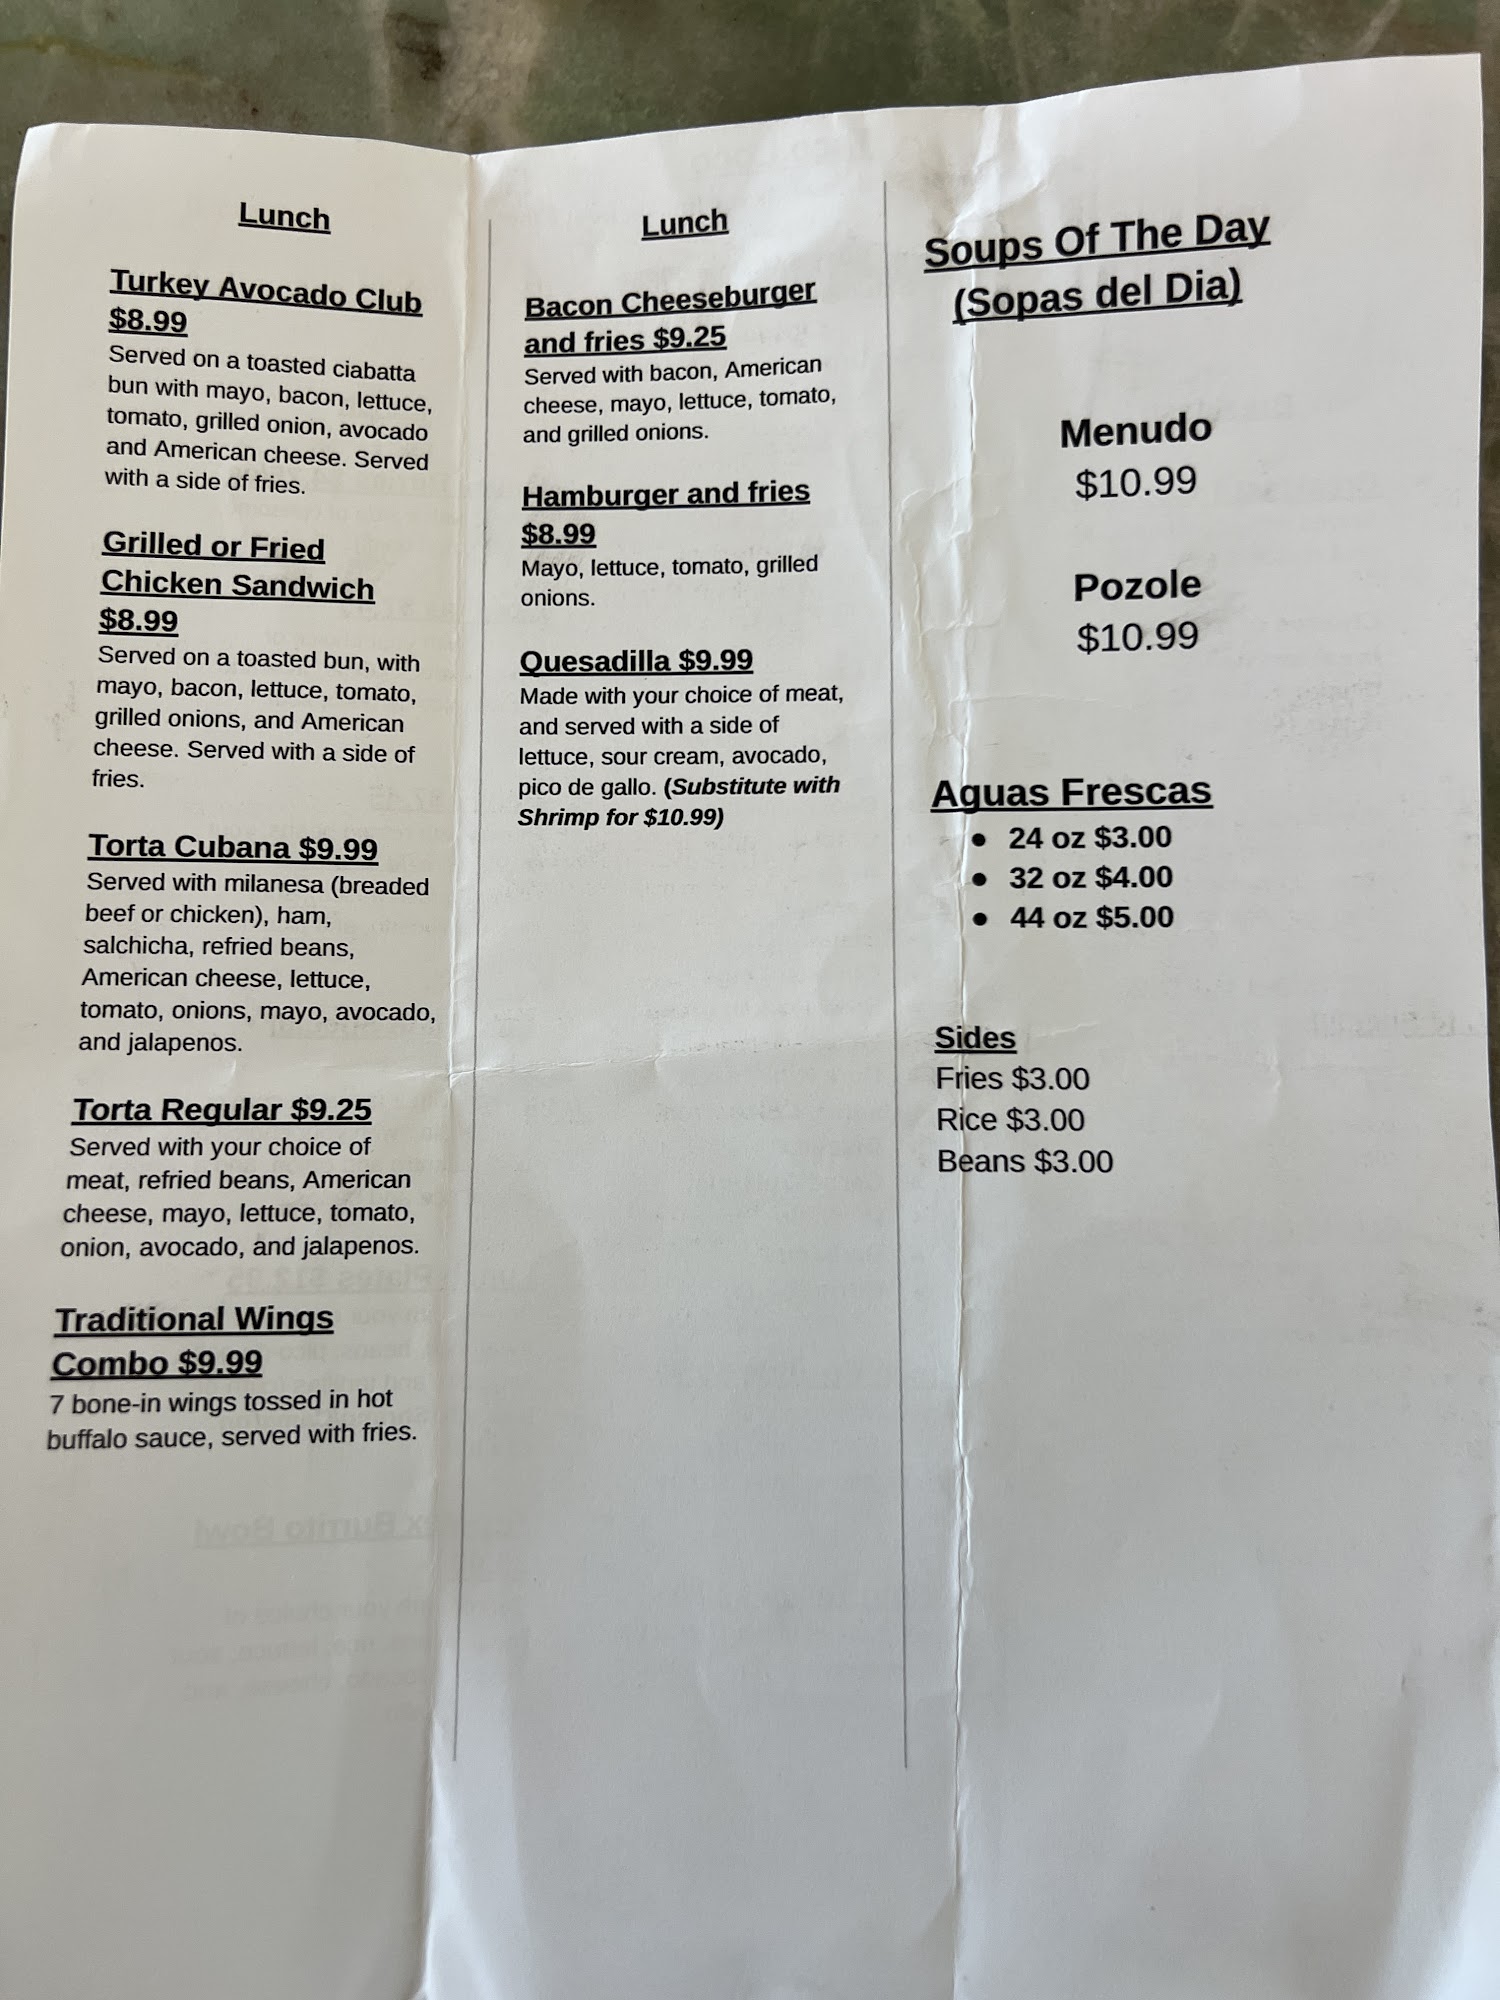 Lunch
Turkey Avocado Club
$8.99
Served on a toasted ciabatta
bun with mayo, bacon, lettuce,
tomato, grilled onion, avocado
and American cheese. Served
with a side of fries.
Grilled or Fried
Chicken Sandwich
$8.99
Served on a toasted bun, with
mayo, bacon, lettuce, tomato,
grilled onions, and American
cheese. Served with a side of
fries.
Torta Cubana $9.99
Served with milanesa (breaded
beef or chicken), ham,
salchicha, refried beans,
American cheese, lettuce,
tomato, onions, mayo, avocado,
and jalapenos.
Torta Regular $9.25
Served with your choice of
meat, refried beans, American
cheese, mayo, lettuce, tomato,
onion, avocado, and jalapenos.
Traditional Wings
Combo $9.99
7 bone-in wings tossed in hot
buffalo sauce, served with fries.
Lunch
Bacon Cheeseburger
and fries $9.25
Served with bacon, American
cheese, mayo, lettuce, tomato,
and grilled onions.
Hamburger and fries
$8.99
Mayo, lettuce, tomato, grilled
onions.
Quesadilla $9.99
Made with your choice of meat,
and served with a side of
lettuce, sour cream, avocado,
pico de gallo. (Substitute with
Shrimp for $10.99)
Soups Of The Day
(Sopas del Dia)
Menudo
$10.99
Pozole
$10.99
Aguas Frescas
● 24 oz $3.00
● 32 oz $4.00
● 44 oz $5.00
Sides
Fries $3.00
Rice $3.00
Beans $3.00